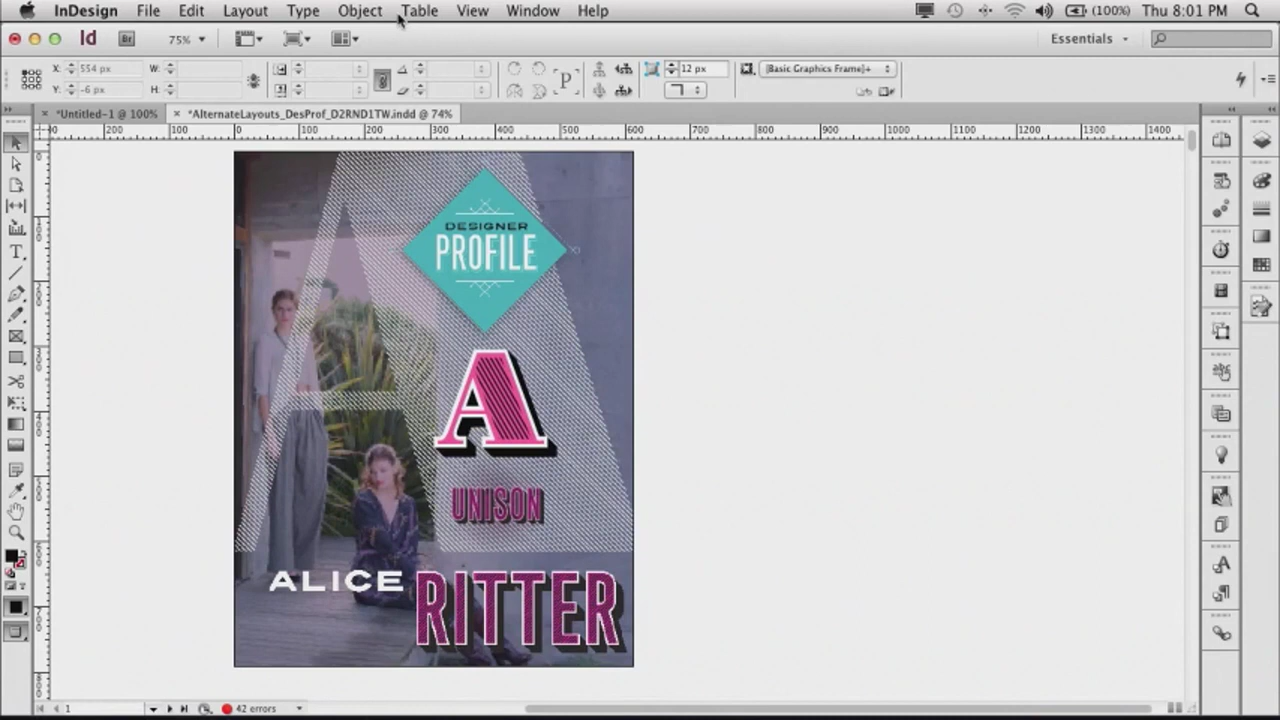 InDesign File Edit Layout Type Object Table View Window Help (100%) Thu 8:01 PM
Id Br 75% Essentials
X: 554 px W: 12 px [Basic Graphics Frame]+
Y: -6 px H: P
*Untitled-1 @ 100% *AlternateLayouts_DesProf_D2RND1TW.indd @ 74%
200 100 0 100 200 300 400 500 600 700 800 900 1000 1100 1200 1300 1400
DESIGNER
PROFILE
A
UNISON
ALICE RITTER
1 42 errors